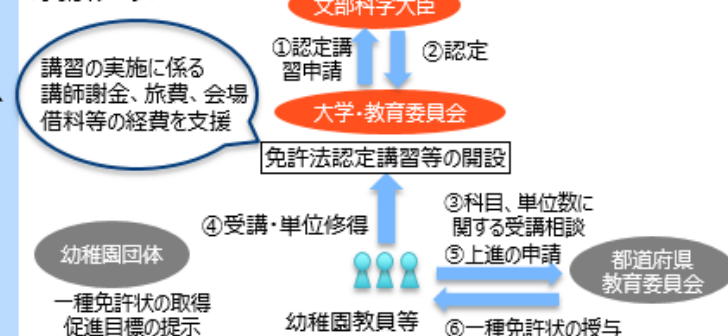 文部科学大臣
①認定講
習申請
②認定
講習の実施に係る
講師謝金、旅費、会場
借料等の経費を支援
大学・教育委員会
免許法認定講習等の開設
④受講・単位修得
③科目、単位数に
関する受講相談
⑤上進の申請
幼稚園団体
都道府県
教育委員会
一種免許状の取得
促進目標の提示
幼稚園教員等
⑥一種免許状の授与